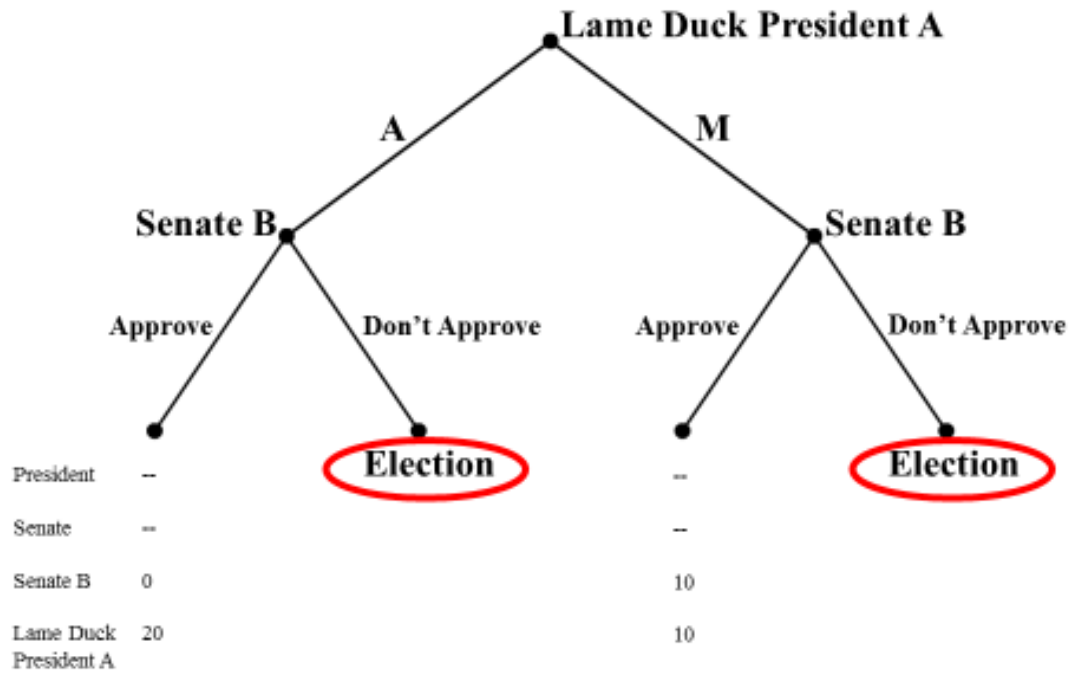 Lame Duck President A
A
M
Senate B
Senate B
Approve
Don't Approve
Approve
Don't Approve
Election
Election
President -- --
Senate -- --
Senate B 0 10
Lame Duck 20 10
President A